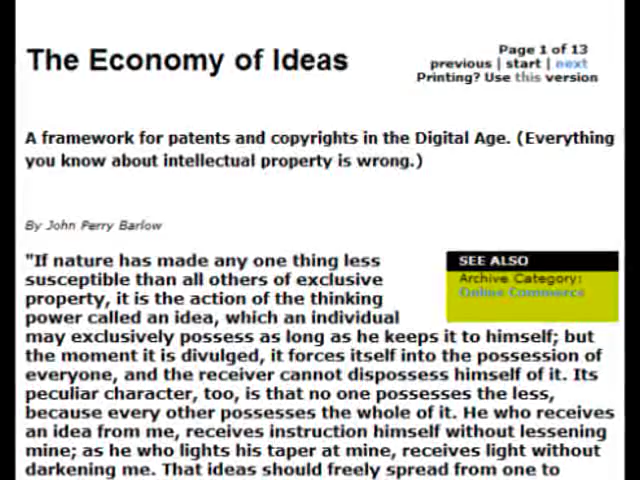 The Economy of Ideas
Page 1 of 13
previous | start | next
Printing? Use this version
A framework for patents and copyrights in the Digital Age. (Everything
you know about intellectual property is wrong.)
By John Perry Barlow
"If nature has made any one thing less
susceptible than all others of exclusive
property, it is the action of the thinking
power called an idea, which an individual
may exclusively possess as long as he keeps it to himself; but
the moment it is divulged, it forces itself into the possession of
everyone, and the receiver cannot dispossess himself of it. Its
peculiar character, too, is that no one possesses the less,
because every other possesses the whole of it. He who receives
an idea from me, receives instruction himself without lessening
mine; as he who lights his taper at mine, receives light without
darkening me. That ideas should freely spread from one to
SEE ALSO
Archive Category:
Online Commerce